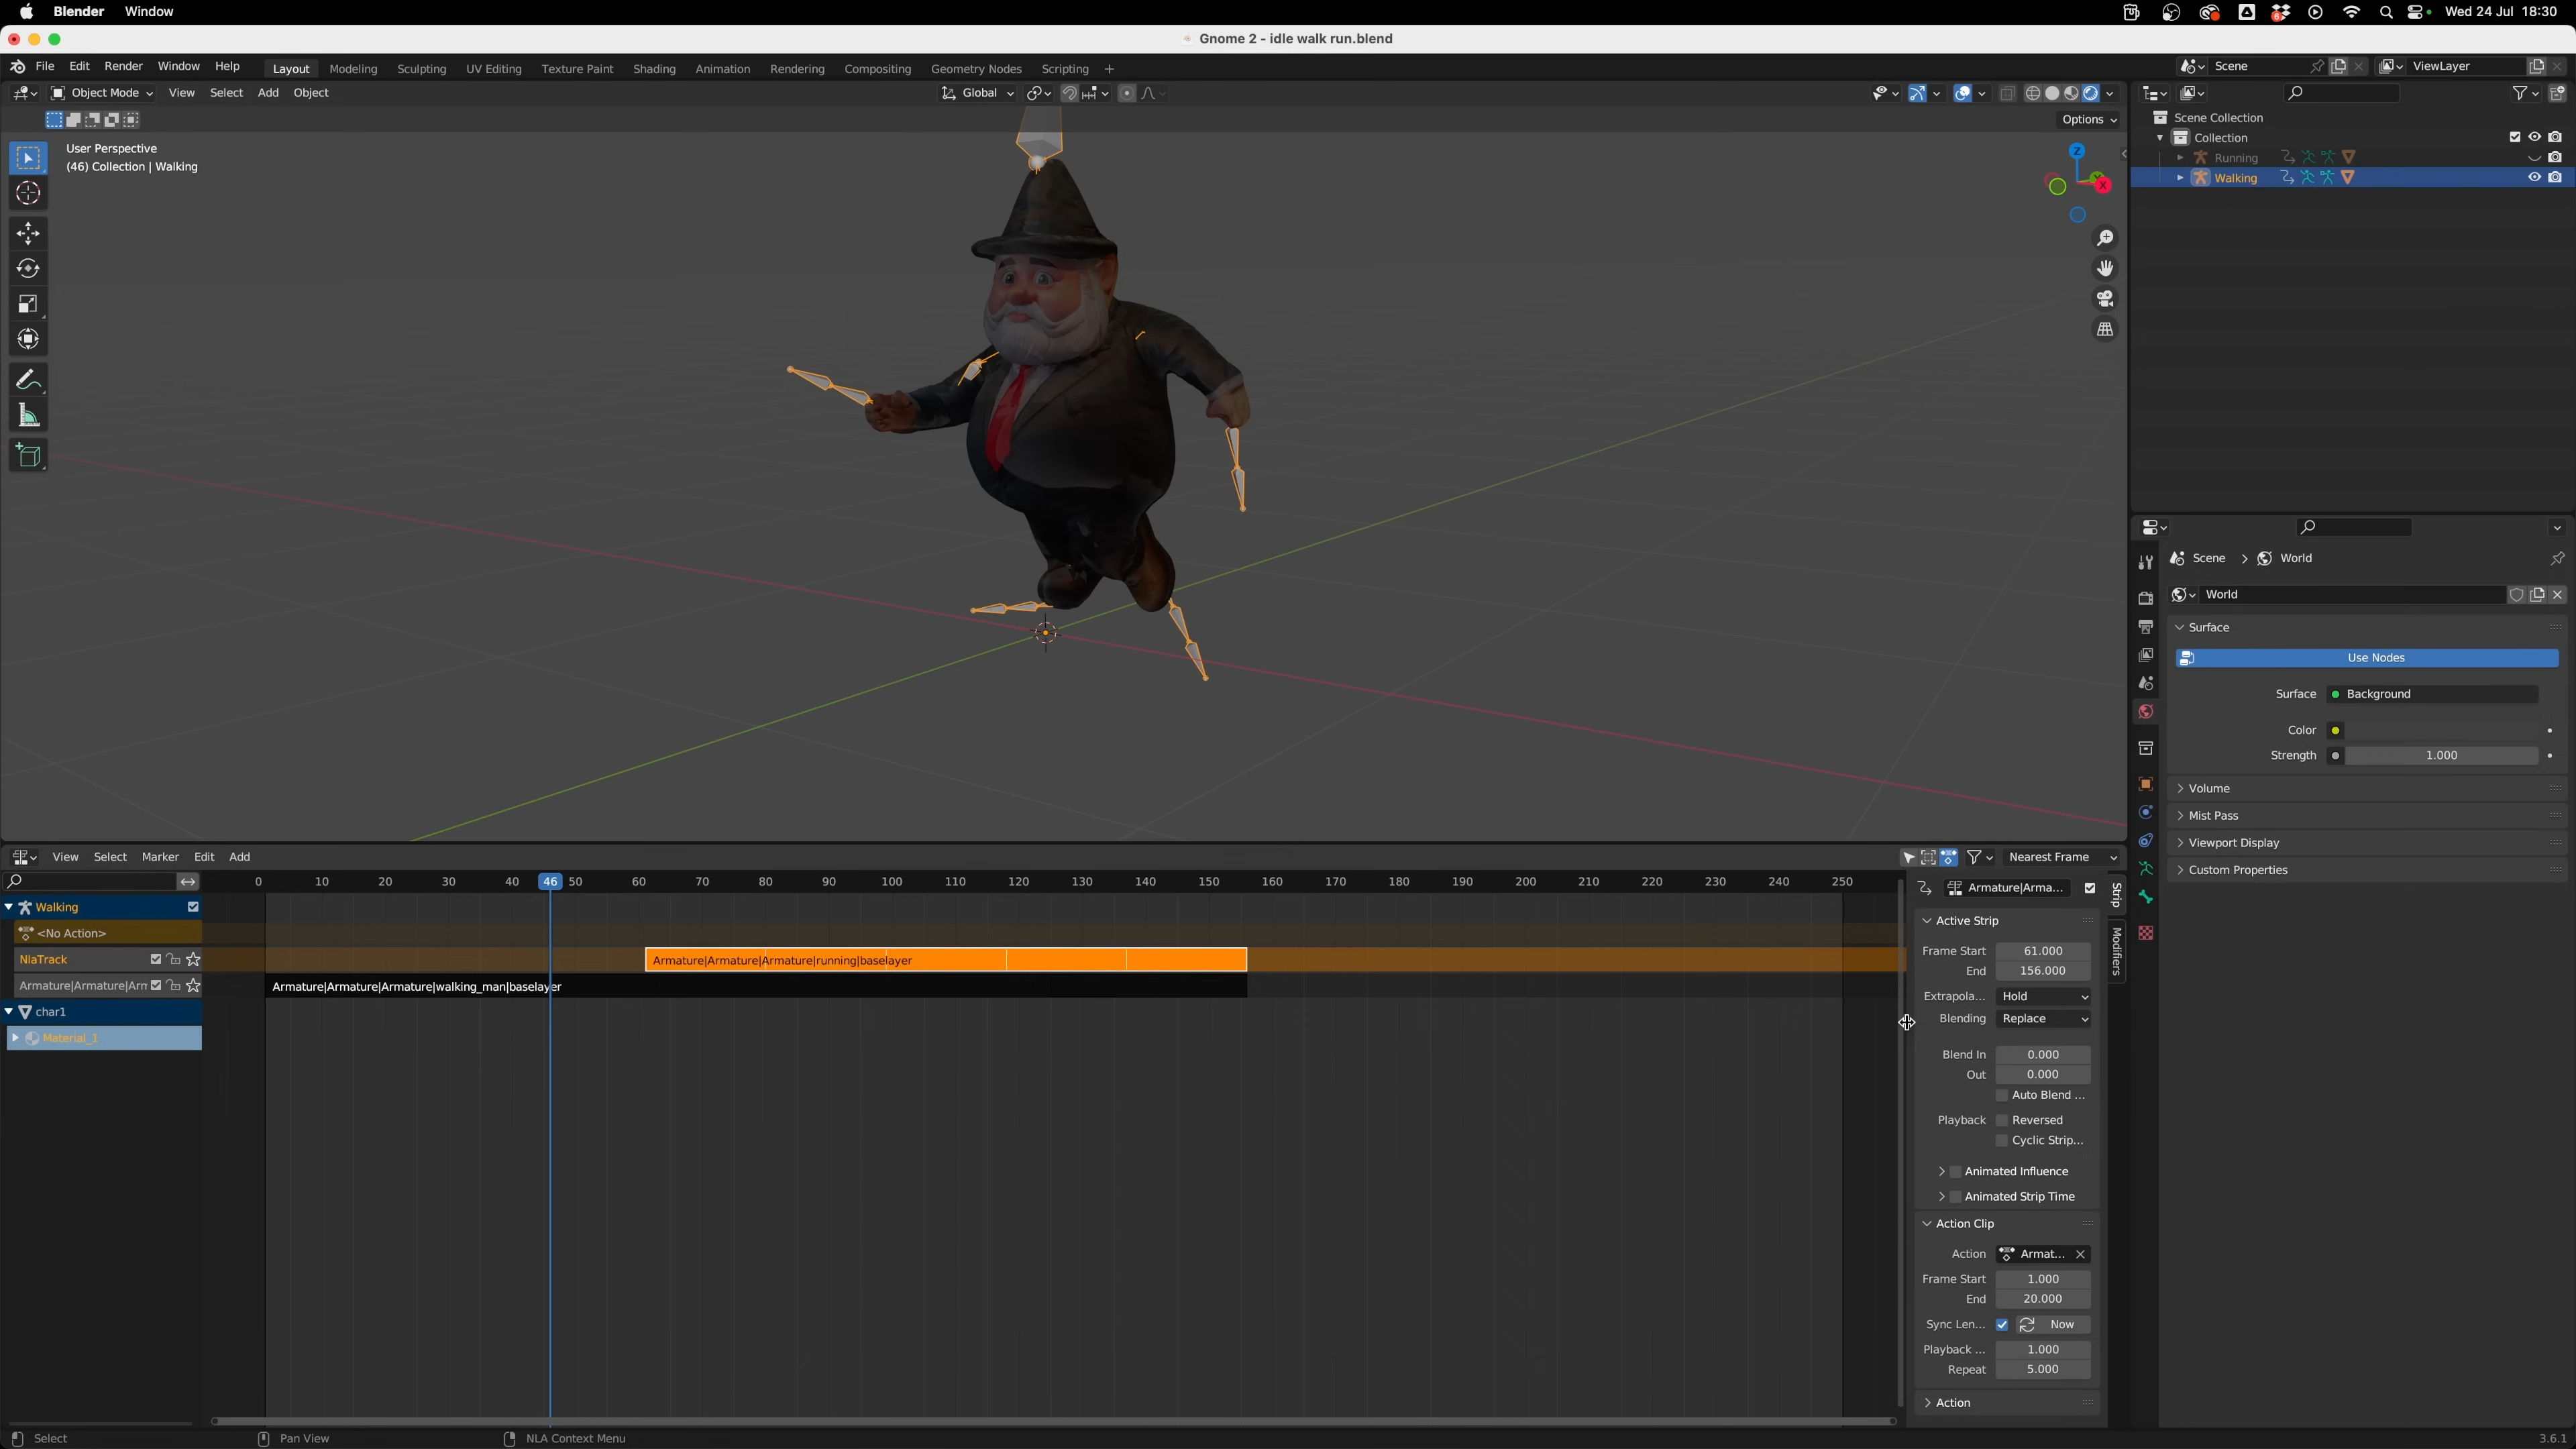 Blender Window
6
Wed 24 Jul 18:30
Gnome 2 - idle walk run.blend
File Edit Render Window Help
Layout Modeling Sculpting UV Editing Texture Paint Shading Animation Rendering Compositing Geometry Nodes Scripting +
Scene
ViewLayer
Object Mode View Select Add Object
Global
Options
User Perspective
(46) Collection | Walking
Z
Y
X
Scene Collection
Collection
Running
Walking
Scene > World
World
Surface
Use Nodes
Surface Background
Color
Strength 1.000
Volume
Mist Pass
Viewport Display
Custom Properties
View Select Marker Edit Add
Nearest Frame
0 10 20 30 40 46 50 60 70 80 90 100 110 120 130 140 150 160 170 180 190 200 210 220 230 240 250
Walking
<No Action>
NlaTrack
Armature|Armature|Armature|running|baselayer
Armature|Armature|Arm
Armature|Armature|Armature|walking_man|baselayer
char1
Material_1
Armature|Arma...
Strip
Modifiers
Active Strip
Frame Start 61.000
End 156.000
Extrapola... Hold
Blending Replace
Blend In 0.000
Out 0.000
Auto Blend ...
Playback Reversed
Cyclic Strip...
Animated Influence
Animated Strip Time
Action Clip
Action Armat...
Frame Start 1.000
End 20.000
Sync Len... Now
Playback ... 1.000
Repeat 5.000
Action
Select
Pan View
NLA Context Menu
3.6.1